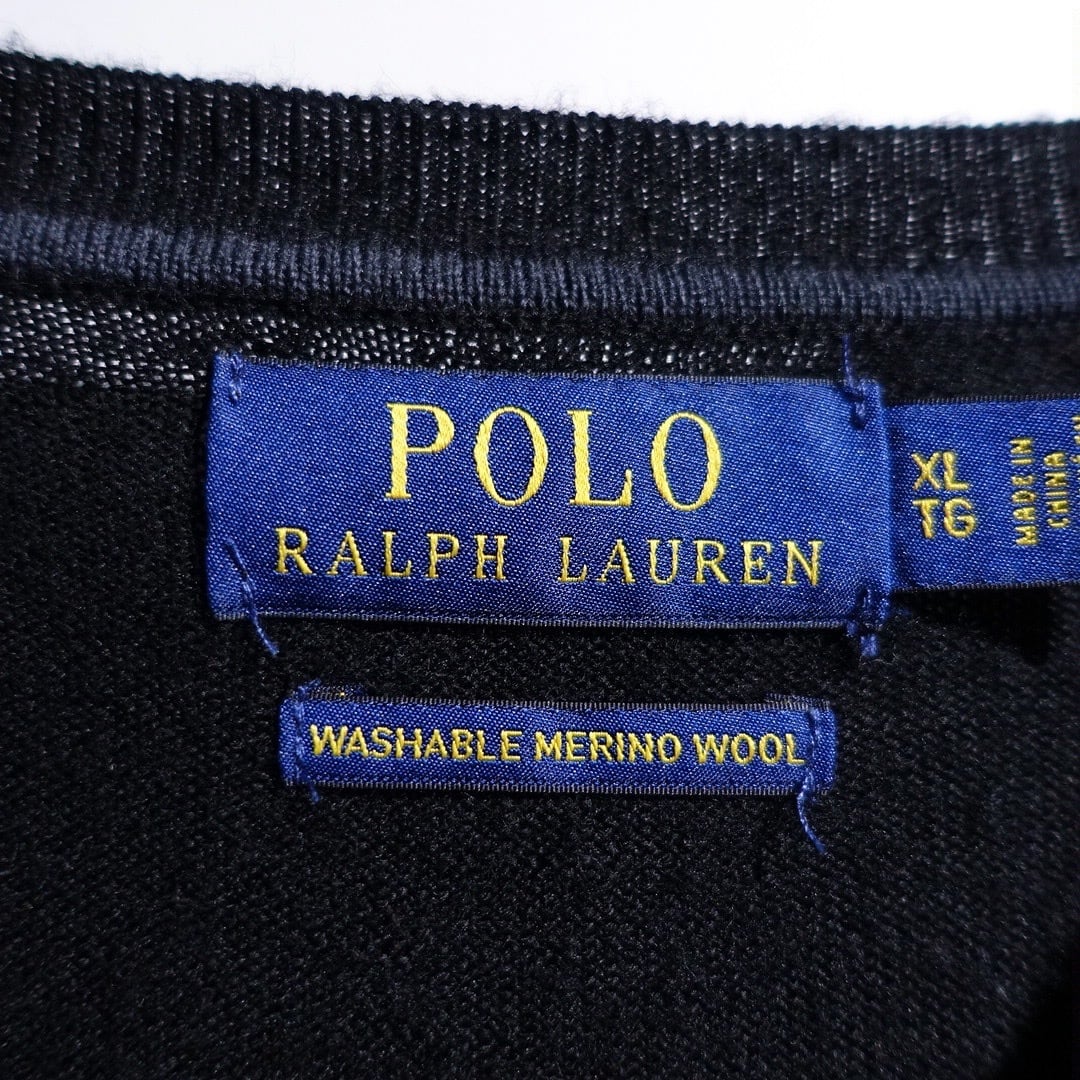 POLO
RALPH LAUREN
XL
TG
MADE IN
CHINA
WASHABLE MERINO WOOL